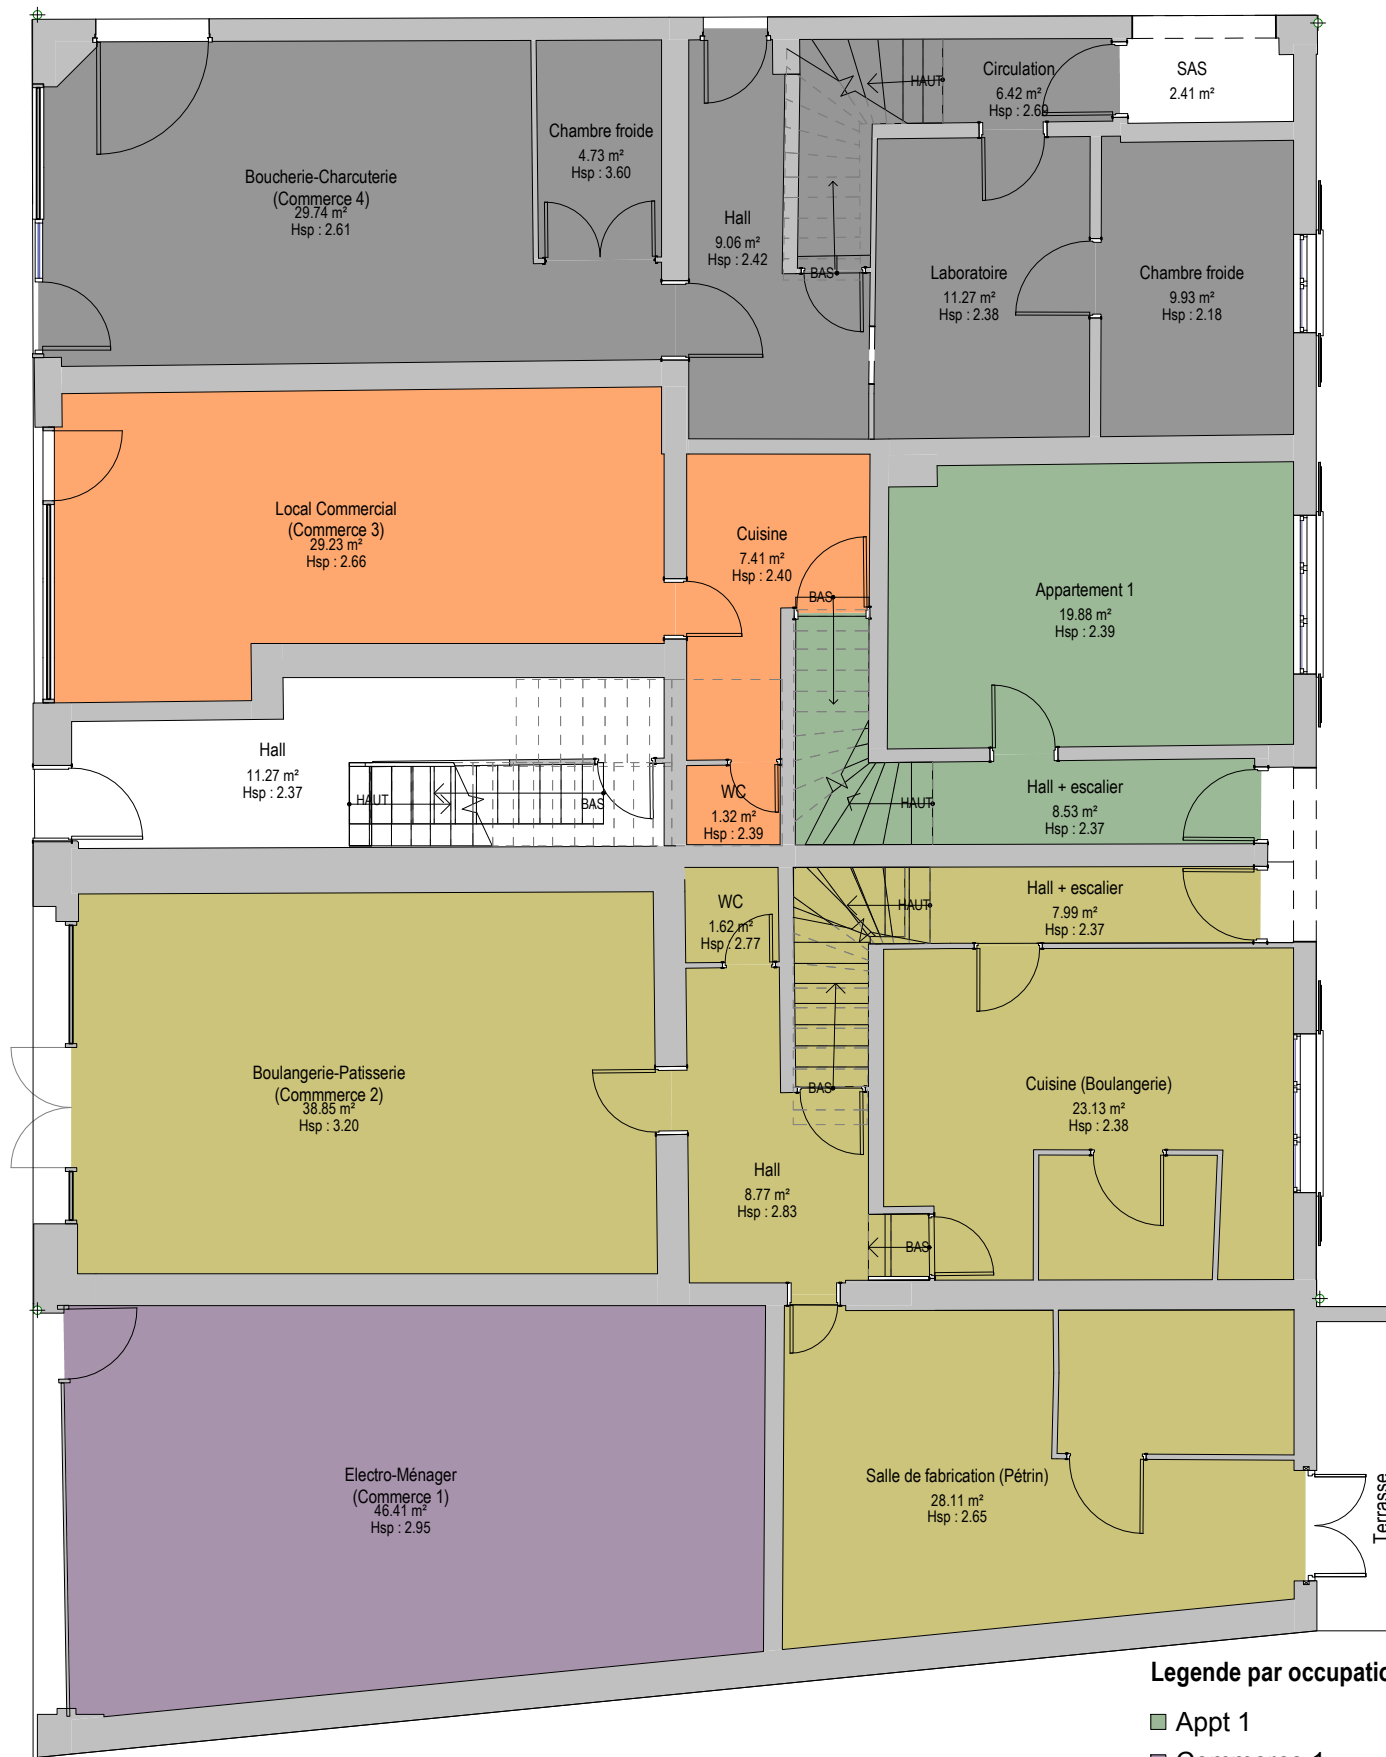 Circulation
6.42 m²
Hsp : 2.69
SAS
2.41 m²
HAUT
Chambre froide
4.73 m²
Hsp : 3.60
Boucherie-Charcuterie
(Commerce 4)
29.74 m²
Hsp : 2.61
Hall
9.06 m²
Hsp : 2.42
BAS
Laboratoire
11.27 m²
Hsp : 2.38
Chambre froide
9.93 m²
Hsp : 2.18
Local Commercial
(Commerce 3)
29.23 m²
Hsp : 2.66
Cuisine
7.41 m²
Hsp : 2.40
BAS
Appartement 1
19.88 m²
Hsp : 2.39
Hall
11.27 m²
Hsp : 2.37
HAUT
BAS
WC
1.32 m²
Hsp : 2.39
HAUT
Hall + escalier
8.53 m²
Hsp : 2.37
WC
1.62 m²
Hsp : 2.77
HAUT
Hall + escalier
7.99 m²
Hsp : 2.37
Boulangerie-Patisserie
(Commmerce 2)
38.85 m²
Hsp : 3.20
BAS
Cuisine (Boulangerie)
23.13 m²
Hsp : 2.38
Hall
8.77 m²
Hsp : 2.83
BAS
Electro-Ménager
(Commerce 1)
46.41 m²
Hsp : 2.95
Salle de fabrication (Pétrin)
28.11 m²
Hsp : 2.65
Terrasse
Legende par occupatio
Appt 1
Commerce 1